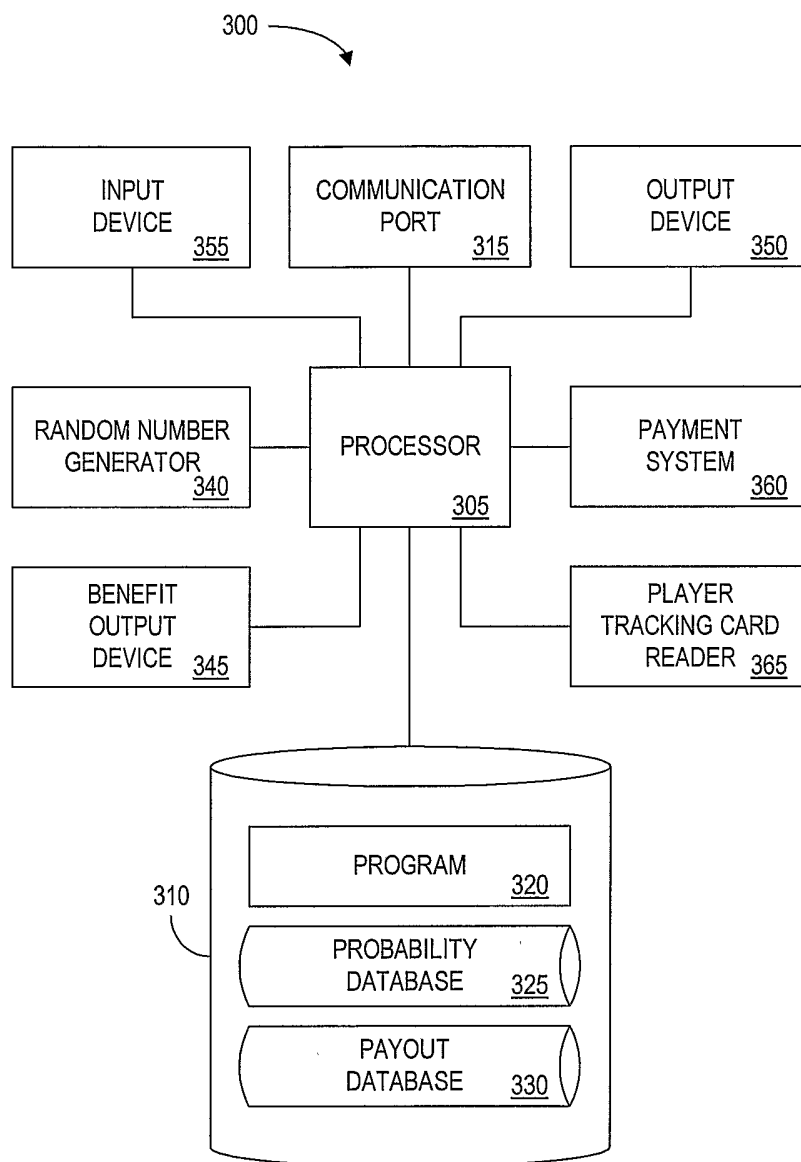 300
INPUT
DEVICE
355
COMMUNICATION
PORT
315
OUTPUT
DEVICE
350
RANDOM NUMBER
GENERATOR
340
PROCESSOR
305
PAYMENT
SYSTEM
360
BENEFIT
OUTPUT
DEVICE
345
PLAYER
TRACKING CARD
READER
365
310
PROGRAM
320
PROBABILITY
DATABASE
325
PAYOUT
DATABASE
330